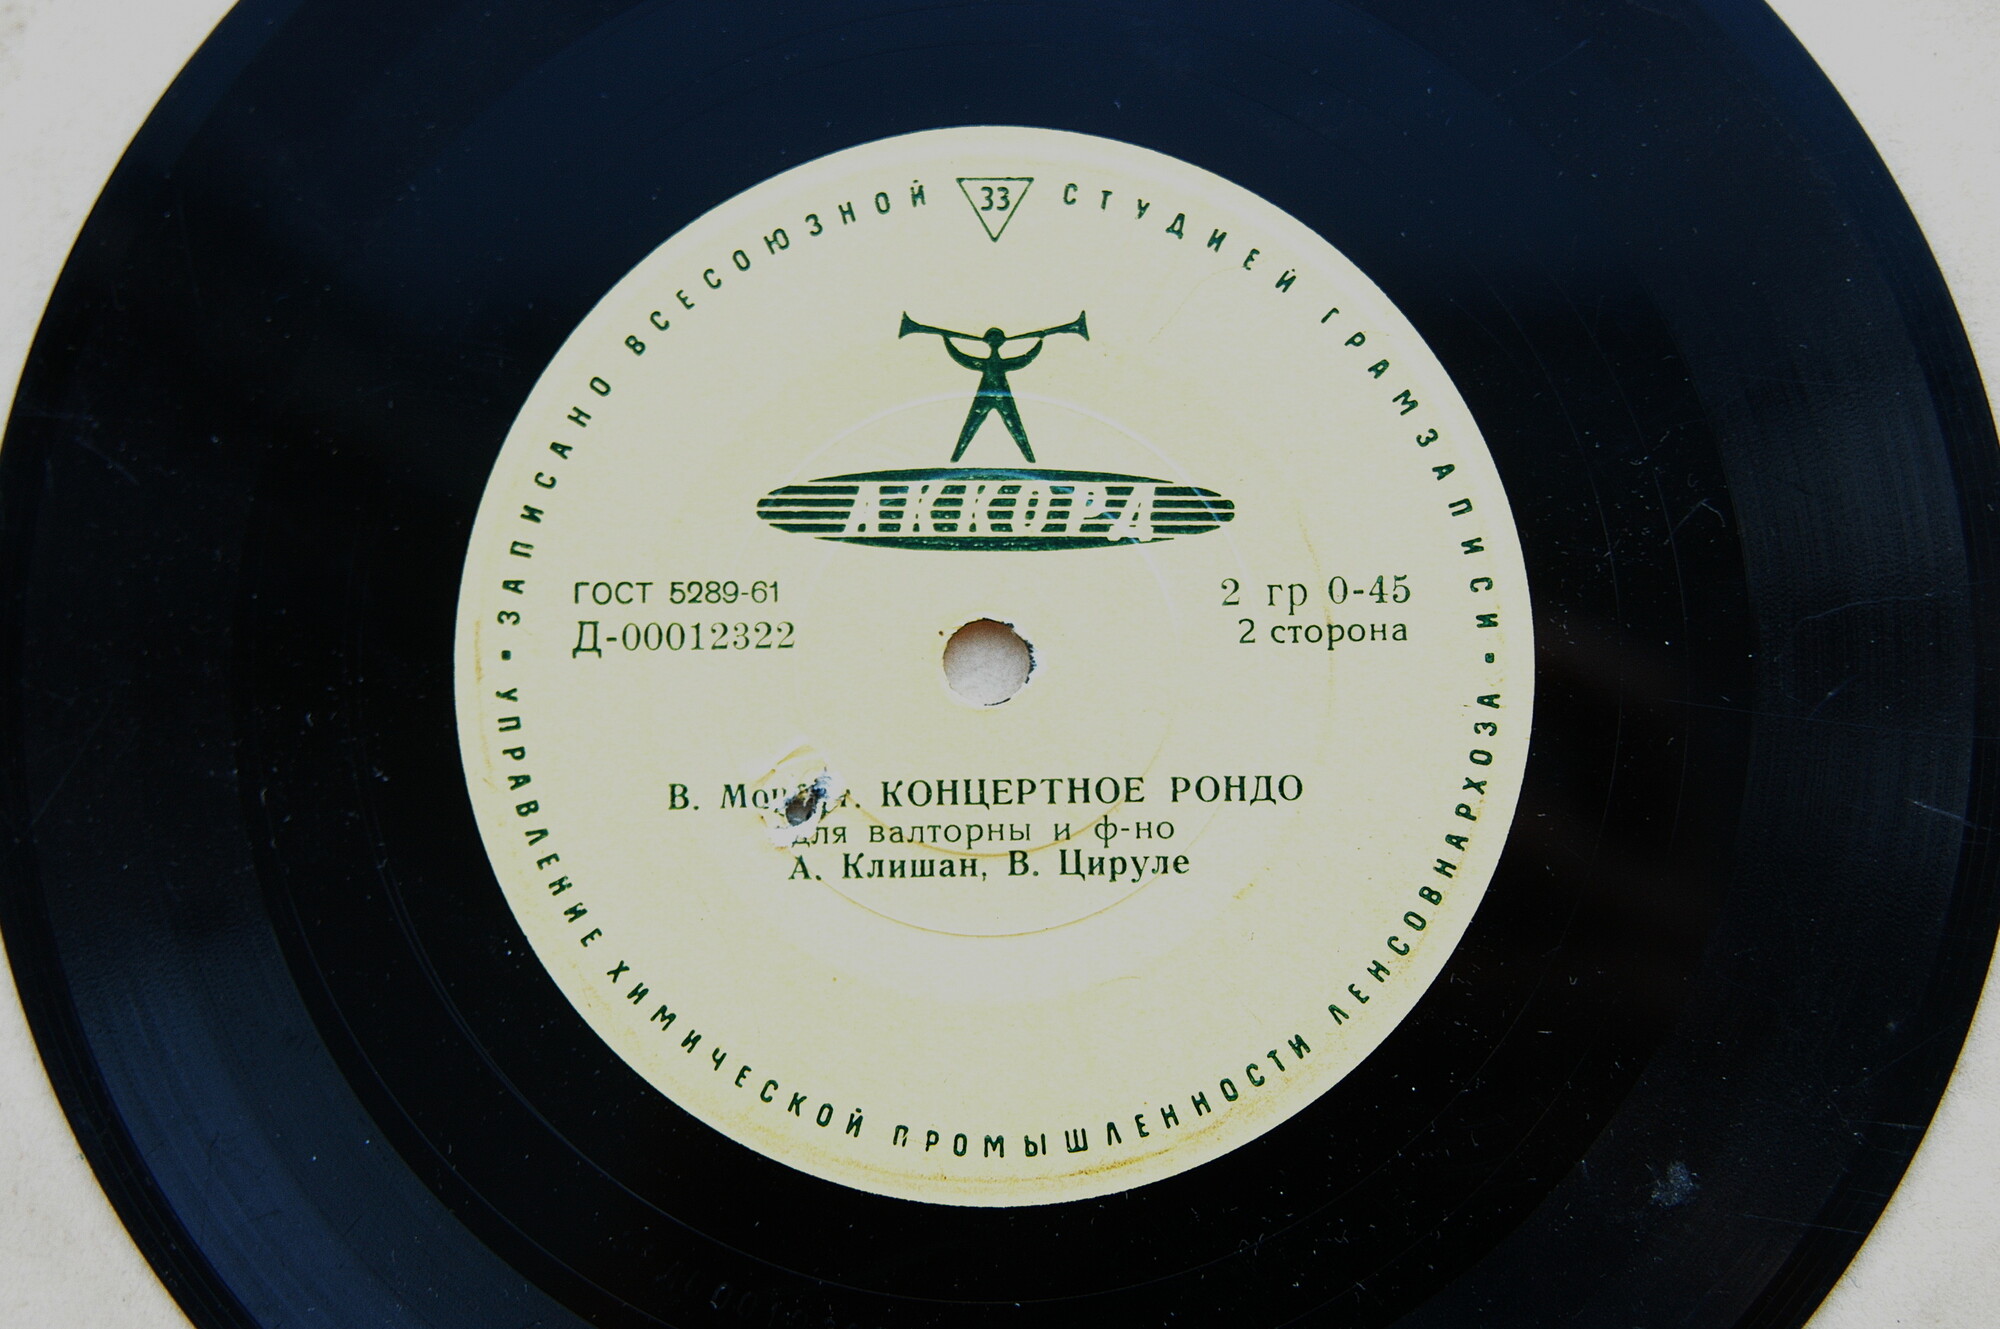 ЗАПИСАНО ВСЕСОЮЗНОЙ СТУДИЕЙ ГРАМЗАПИСИ
33
АККОРД
ГОСТ 5289-61
Д-00012322
2 гр 0-45
2 сторона
В. КОНЦЕРТНОЕ РОНДО
для валторны и ф-но
А. Клишан, В. Цируле
УПРАВЛЕНИЕ ХИМИЧЕСКОЙ ПРОМЫШЛЕННОСТИ ЛЕНСОВНАРХОЗА